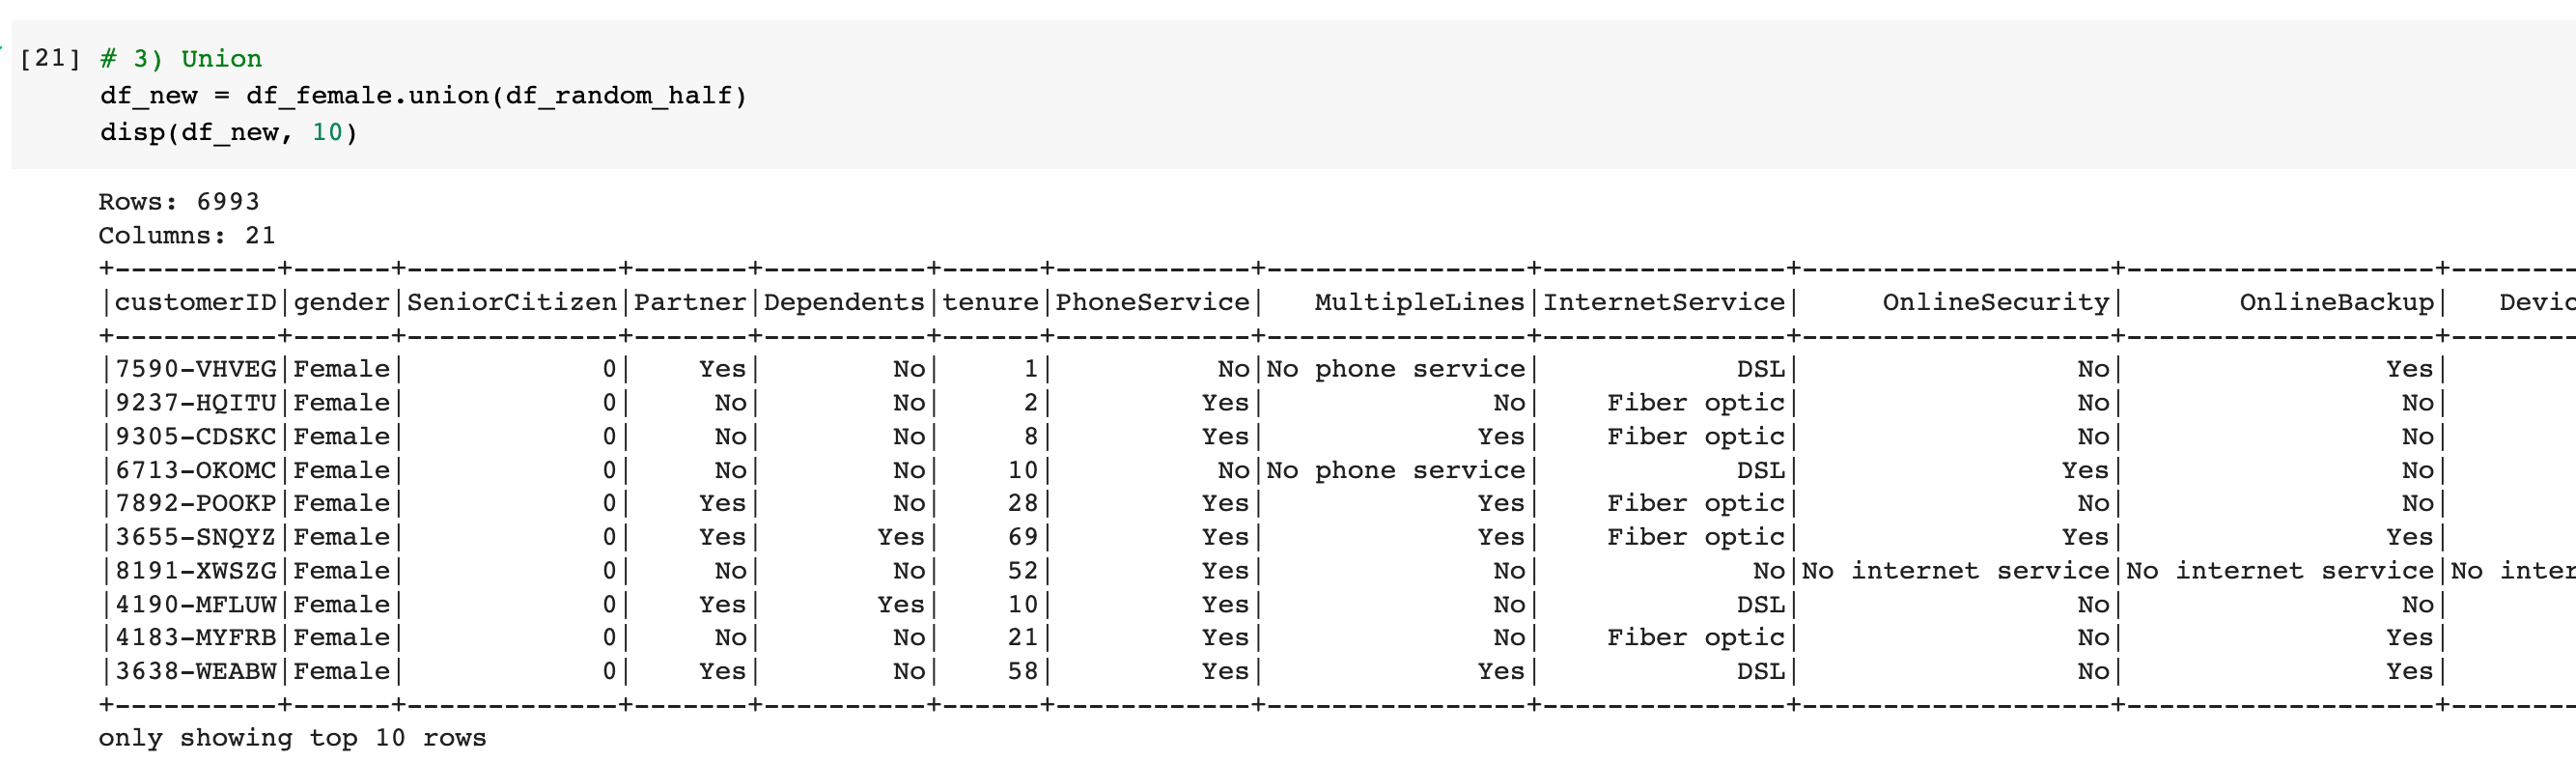 [21] # 3) Union
df_new = df_female.union(df_random_half)
disp(df_new, 10)
Rows: 6993
Columns: 21
+----------+------+-------------+-------+----------+------+------------+----------------+---------------+-------------------+-------------------+--------
|customerID|gender|SeniorCitizen|Partner|Dependents|tenure|PhoneService|   MultipleLines|InternetService|     OnlineSecurity|       OnlineBackup|   Devic
+----------+------+-------------+-------+----------+------+------------+----------------+---------------+-------------------+-------------------+--------
|7590-VHVEG|Female|            0|    Yes|        No|     1|          No|No phone service|            DSL|                 No|                Yes|
|9237-HQITU|Female|            0|     No|        No|     2|         Yes|              No|    Fiber optic|                 No|                 No|
|9305-CDSKC|Female|            0|     No|        No|     8|         Yes|             Yes|    Fiber optic|                 No|                 No|
|6713-OKOMC|Female|            0|     No|        No|    10|          No|No phone service|            DSL|                Yes|                 No|
|7892-POOKP|Female|            0|    Yes|        No|    28|         Yes|             Yes|    Fiber optic|                 No|                 No|
|3655-SNQYZ|Female|            0|    Yes|       Yes|    69|         Yes|             Yes|    Fiber optic|                Yes|                Yes|
|8191-XWSZG|Female|            0|     No|        No|    52|         Yes|              No|             No|No internet service|No internet service|No inter
|4190-MFLUW|Female|            0|    Yes|       Yes|    10|         Yes|              No|            DSL|                 No|                 No|
|4183-MYFRB|Female|            0|     No|        No|    21|         Yes|              No|    Fiber optic|                 No|                Yes|
|3638-WEABW|Female|            0|    Yes|        No|    58|         Yes|             Yes|            DSL|                 No|                Yes|
+----------+------+-------------+-------+----------+------+------------+----------------+---------------+-------------------+-------------------+--------
only showing top 10 rows